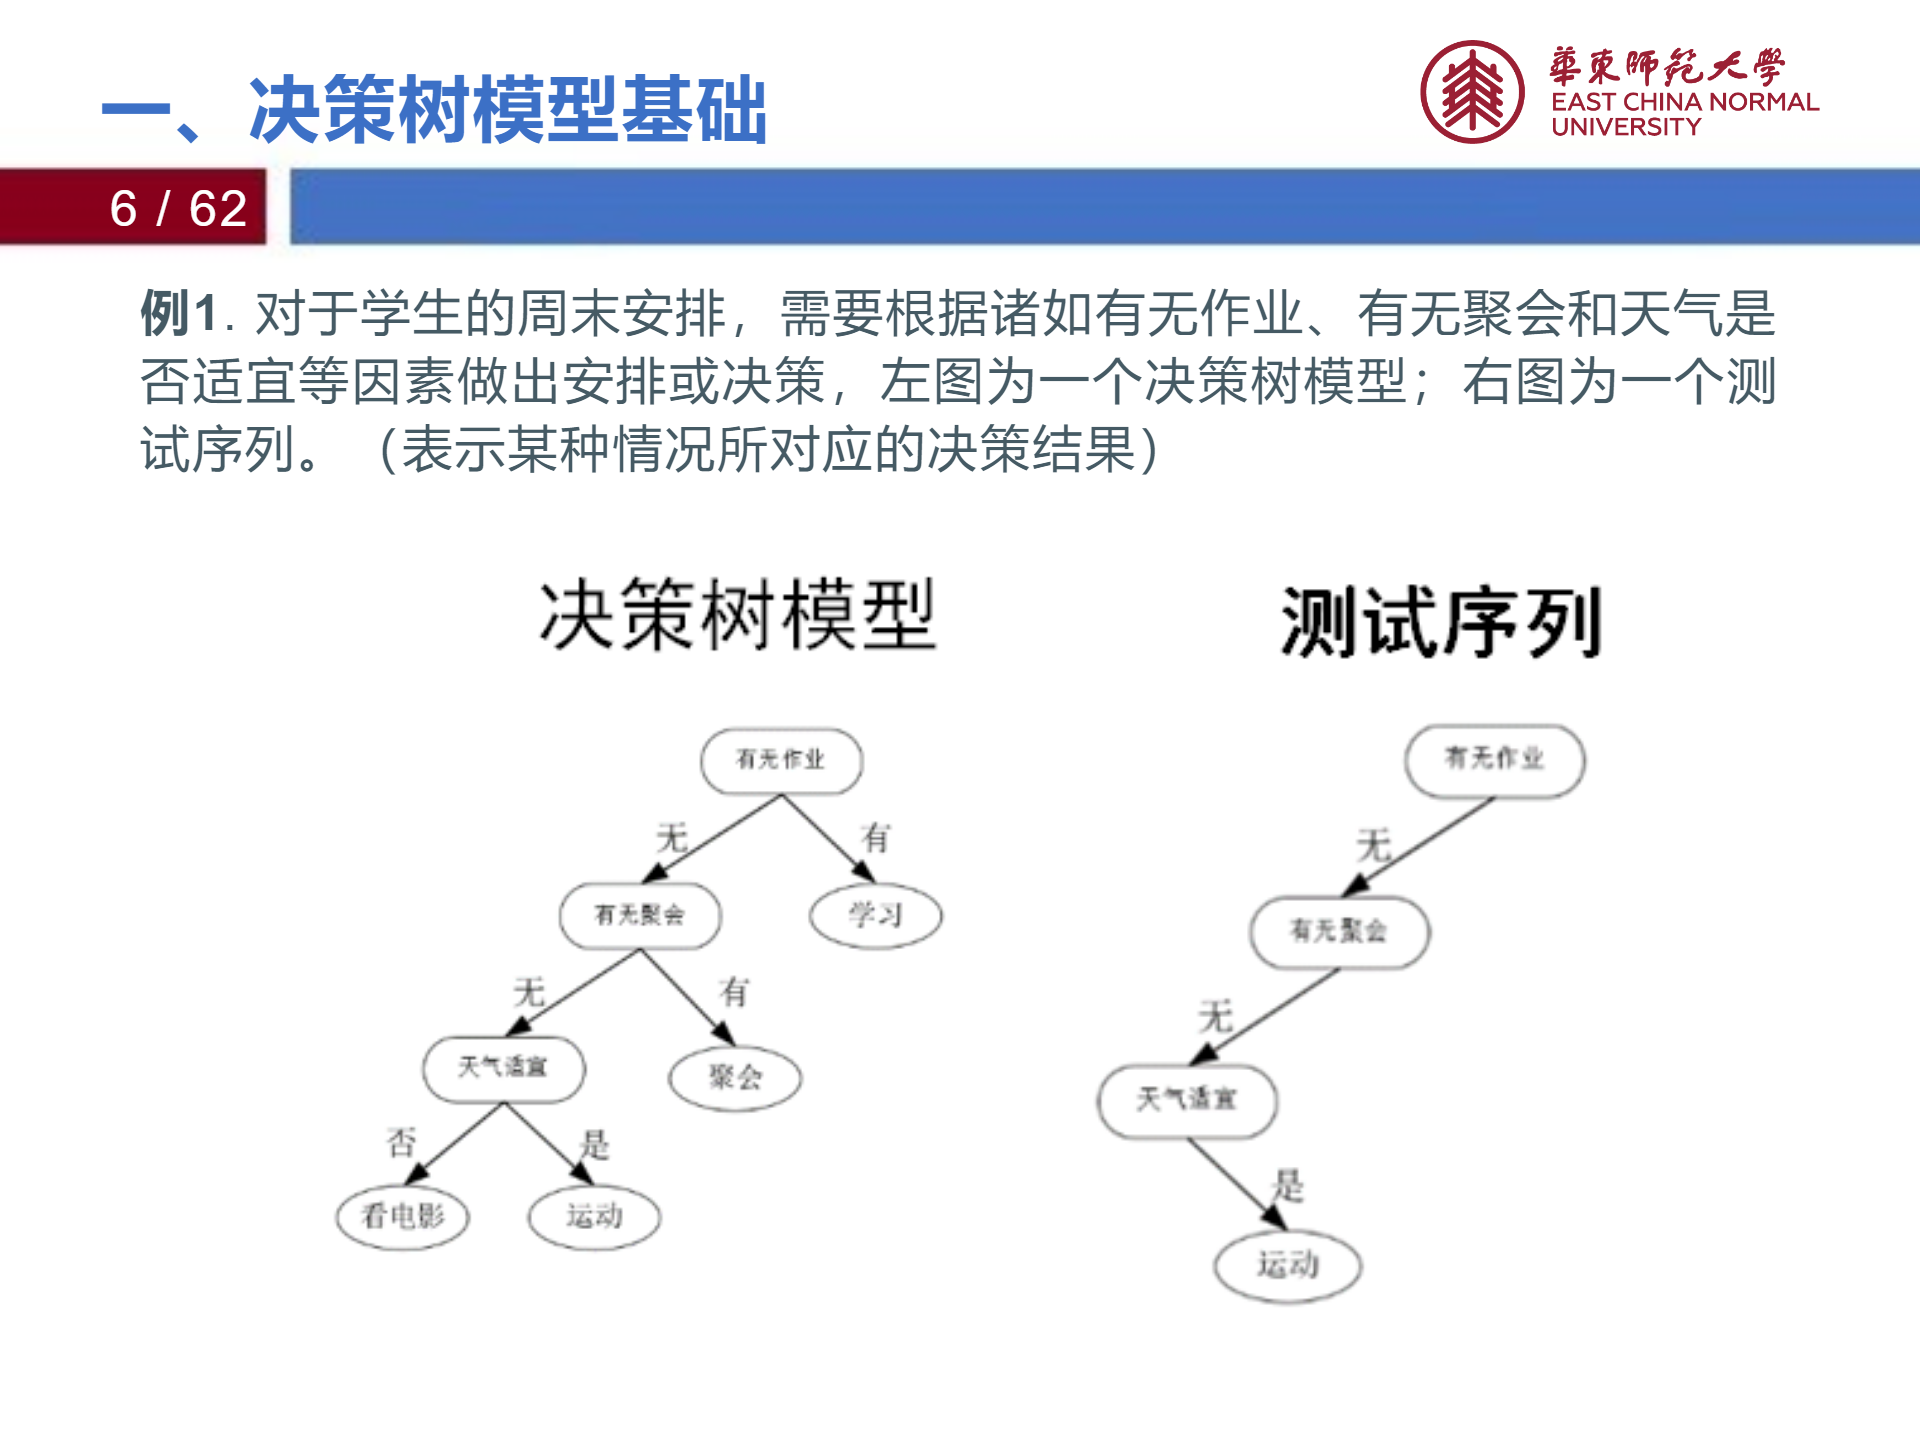 一、决策树模型基础
華東師範大學
EAST CHINA NORMAL
UNIVERSITY
6 / 62
例1. 对于学生的周末安排，需要根据诸如有无作业、有无聚会和天气是
否适宜等因素做出安排或决策，左图为一个决策树模型；右图为一个测
试序列。（表示某种情况所对应的决策结果）
决策树模型
有无作业
无
有
有无聚会
学习
无
有
天气适宜
聚会
否
是
看电影
运动
测试序列
有无作业
无
有无聚会
无
天气适宜
是
运动